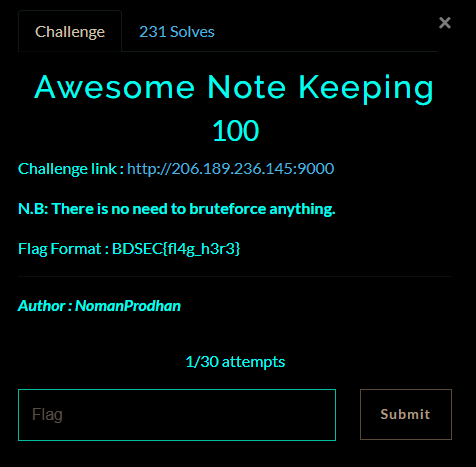 Challenge
231 Solves
×
Awesome Note Keeping
100
Challenge link : http://206.189.236.145:9000
N.B: There is no need to bruteforce anything.
Flag Format : BDSEC{fl4g_h3r3}
Author : NomanProdhan
1/30 attempts
Flag
Submit